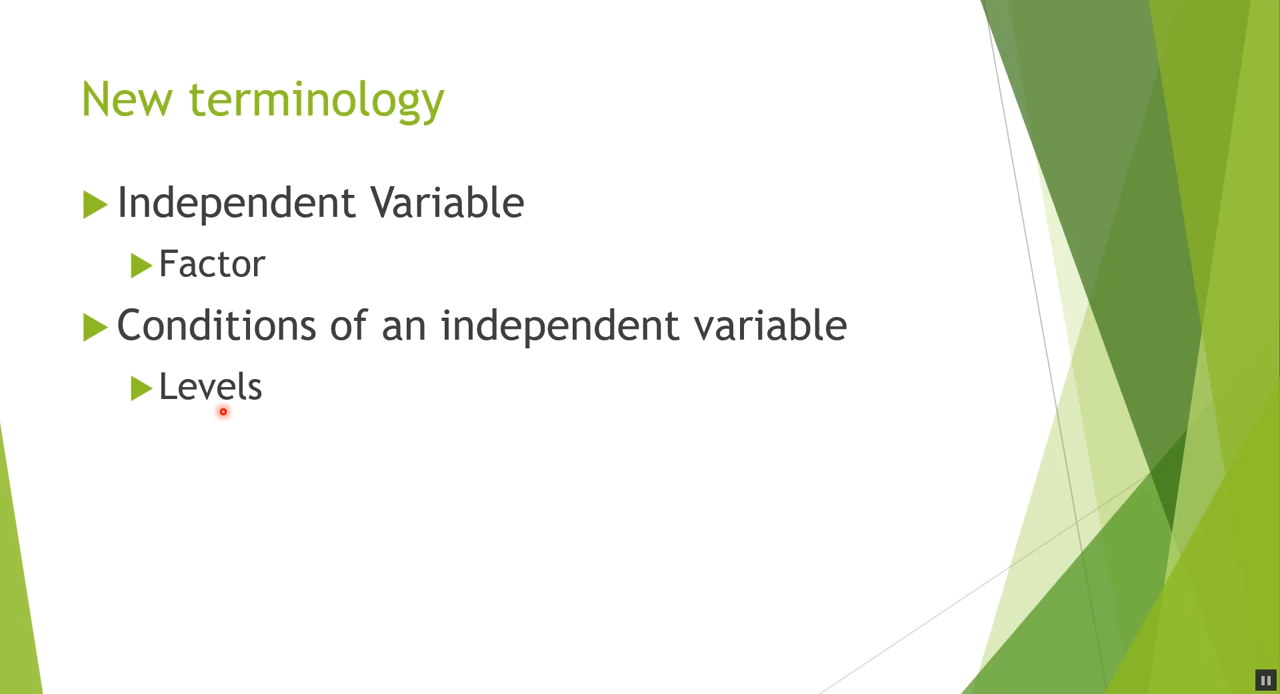 New terminology
Independent Variable
Factor
Conditions of an independent variable
Levels